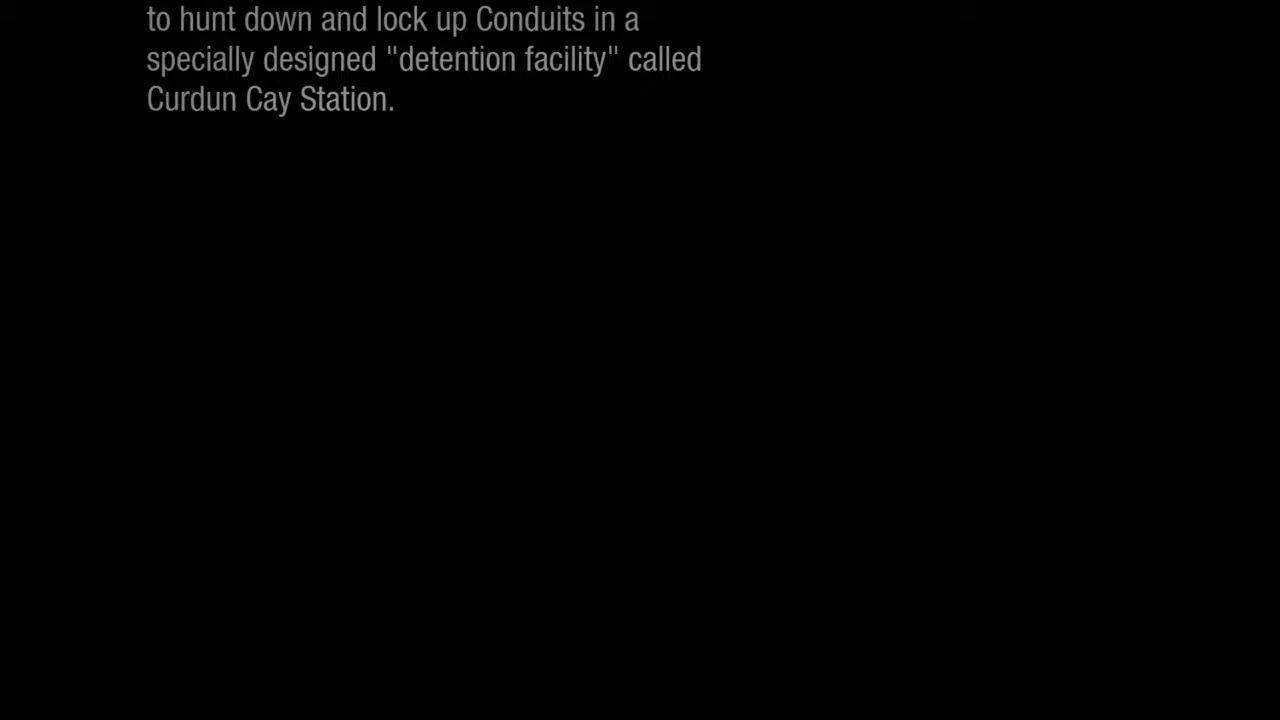 to hunt down and lock up Conduits in a
specially designed "detention facility" called
Curdun Cay Station.